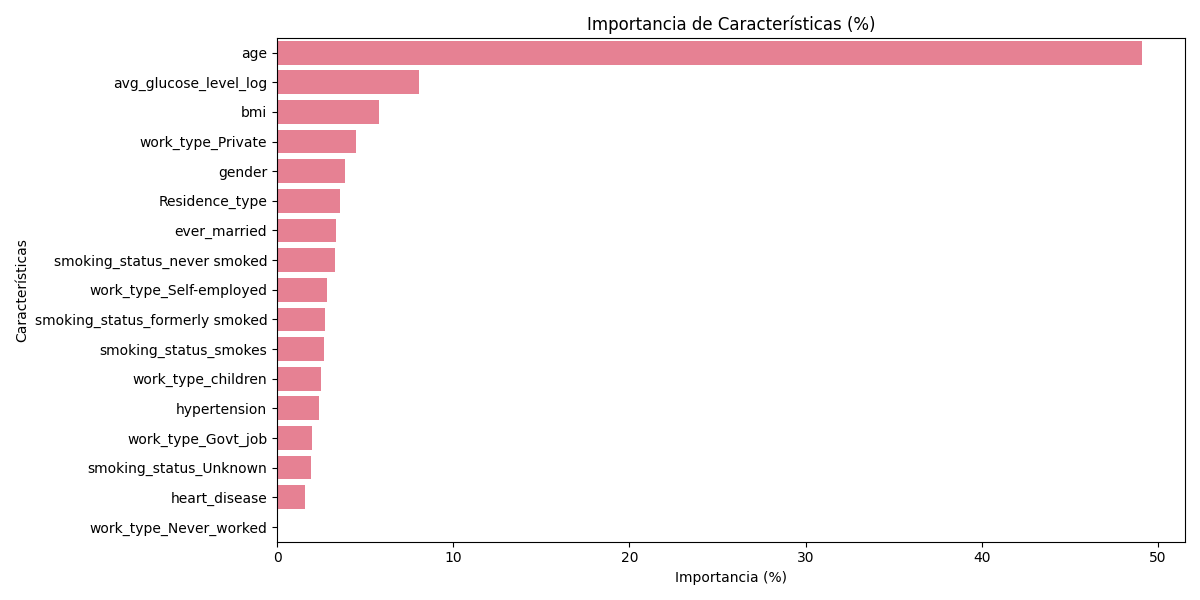 Importancia de Características (%)
age
avg_glucose_level_log
bmi
work_type_Private
gender
Residence_type
ever_married
smoking_status_never smoked
work_type_Self-employed
smoking_status_formerly smoked
smoking_status_smokes
work_type_children
hypertension
work_type_Govt_job
smoking_status_Unknown
heart_disease
work_type_Never_worked
Características
0 10 20 30 40 50
Importancia (%)